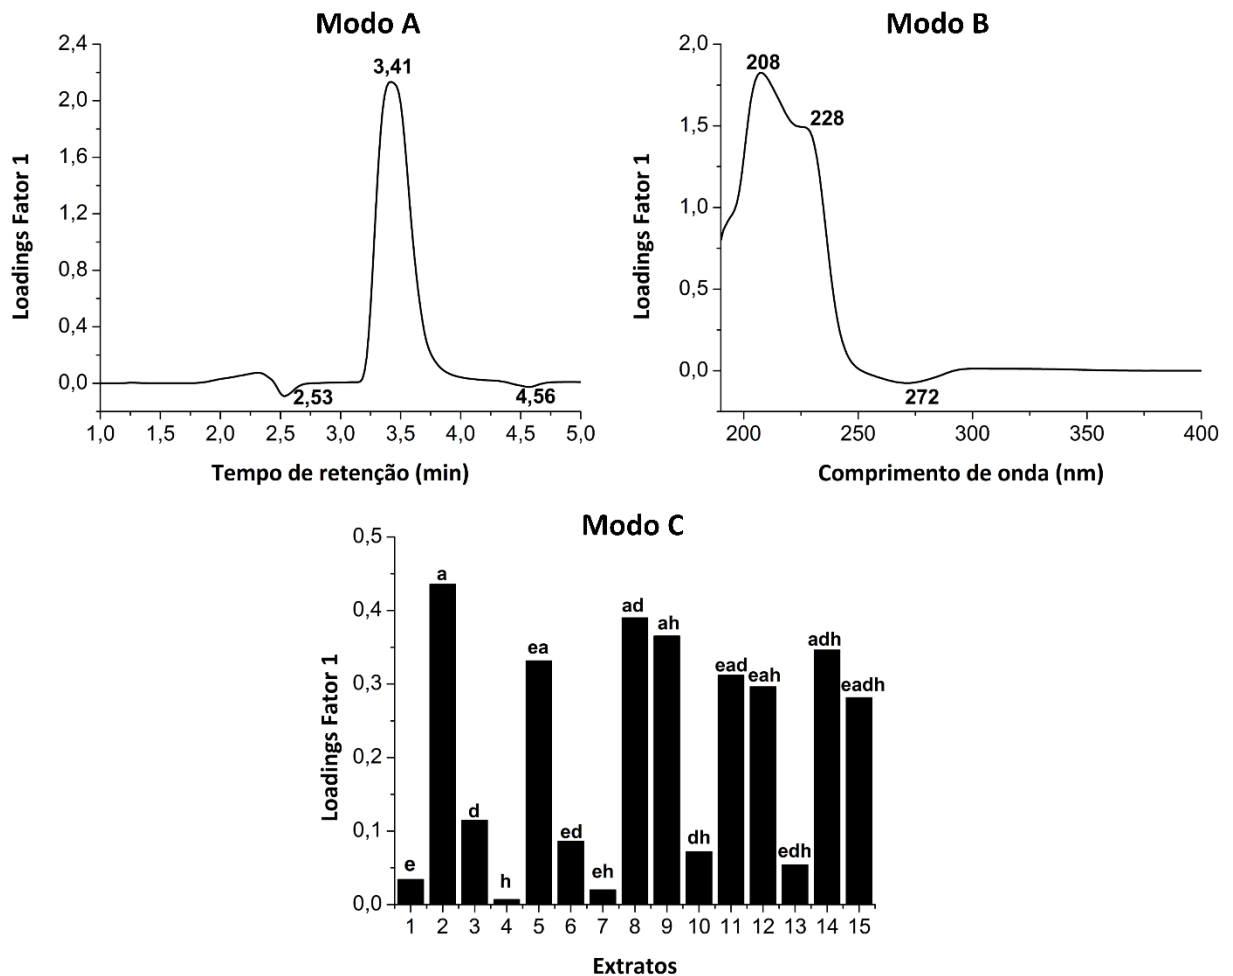 Modo A
2,4
2,0
1,6
1,2
0,8
0,4
0,0
Loadings Fator 1
3,41
2,53
4,56
1,0 1,5 2,0 2,5 3,0 3,5 4,0 4,5 5,0
Tempo de retenção (min)
Modo B
2,0
1,5
1,0
0,5
0,0
Loadings Fator 1
208
228
272
200 250 300 350 400
Comprimento de onda (nm)
Modo C
0,5
0,4
0,3
0,2
0,1
0,0
Loadings Fator 1
e a d h ea ed eh ad ah dh ead eah edh adh eadh
1 2 3 4 5 6 7 8 9 10 11 12 13 14 15
Extratos